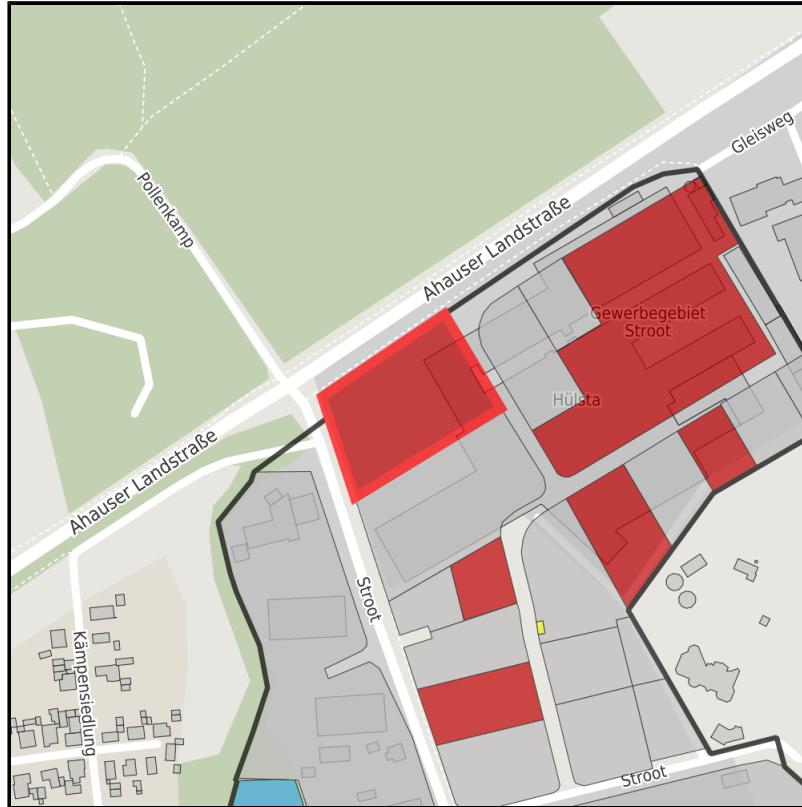 Gleisweg
Pollenkamp
Ahauser Landstraße
Gewerbegebiet
Stroot
Hülsta
Ahauser Landstraße
Stroot
Kämpensiedlung
Stroot